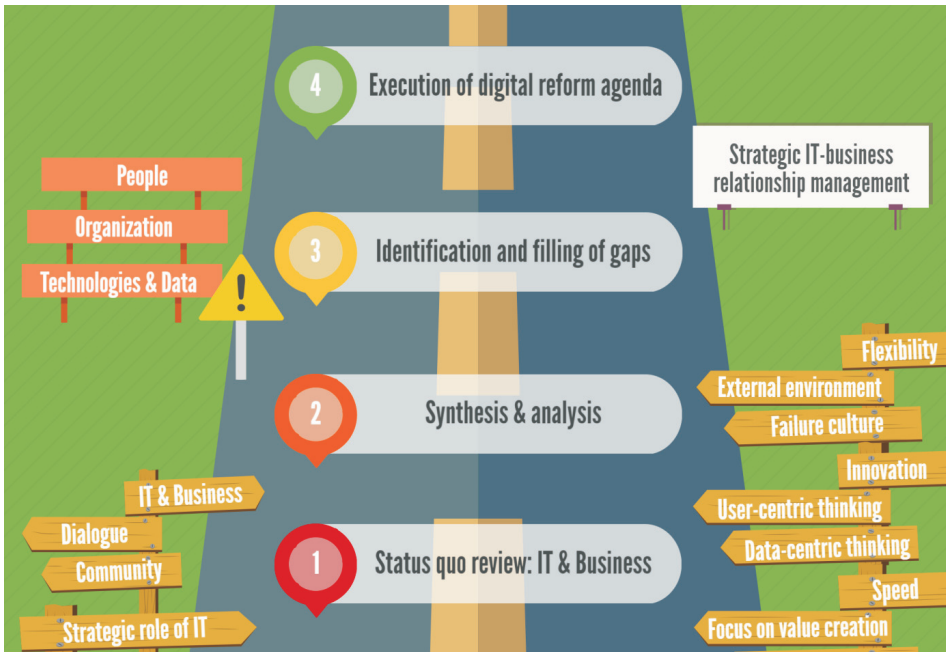 4
Execution of digital reform agenda
Strategic IT-business
relationship management
People
Organization
Technologies & Data
!
3
Identification and filling of gaps
Flexibility
External environment
Failure culture
Innovation
User-centric thinking
Data-centric thinking
Speed
Focus on value creation
2
Synthesis & analysis
IT & Business
Dialogue
Community
Strategic role of IT
1
Status quo review: IT & Business